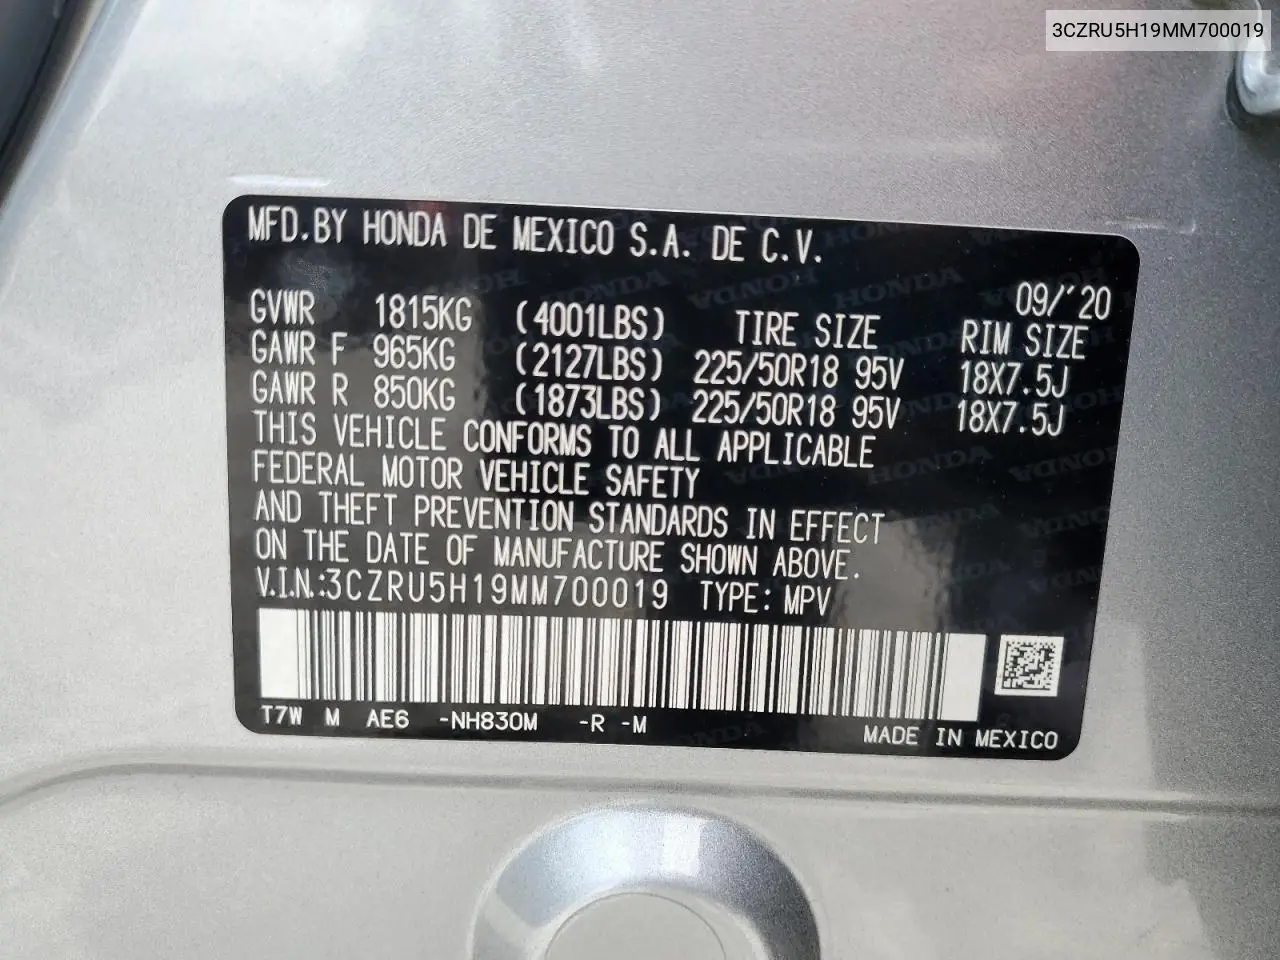 3CZRU5H19MM700019
MFD.BY HONDA DE MEXICO S.A. DE C.V.
09/'20
GVWR 1815KG (4001LBS) TIRE SIZE RIM SIZE
GAWR F 965KG (2127LBS) 225/50R18 95V 18X7.5J
GAWR R 850KG (1873LBS) 225/50R18 95V 18X7.5J
THIS VEHICLE CONFORMS TO ALL APPLICABLE
FEDERAL MOTOR VEHICLE SAFETY
AND THEFT PREVENTION STANDARDS IN EFFECT
ON THE DATE OF MANUFACTURE SHOWN ABOVE.
V.I.N.:3CZRU5H19MM700019 TYPE: MPV
T7W M AE6 -NH830M -R -M
MADE IN MEXICO